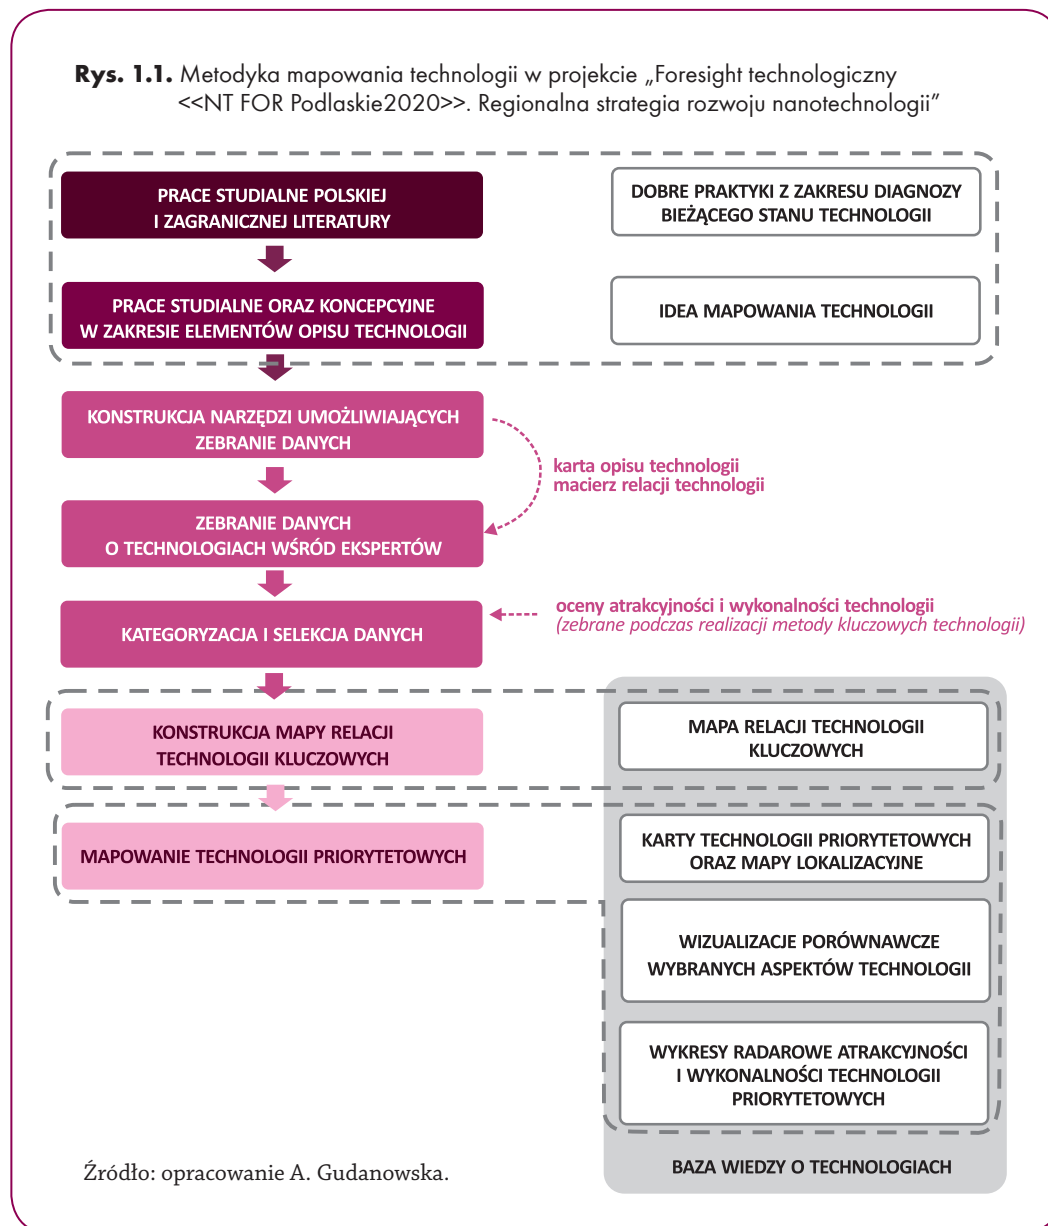 Rys. 1.1. Metodyka mapowania technologii w projekcie „Foresight technologiczny
<<NT FOR Podlaskie2020>>. Regionalna strategia rozwoju nanotechnologii”
PRACE STUDIALNE POLSKIEJ
I ZAGRANICZNEJ LITERATURY
DOBRE PRAKTYKI Z ZAKRESU DIAGNOZY
BIEŻĄCEGO STANU TECHNOLOGII
PRACE STUDIALNE ORAZ KONCEPCYJNE
W ZAKRESIE ELEMENTÓW OPISU TECHNOLOGII
IDEA MAPOWANIA TECHNOLOGII
KONSTRUKCJA NARZĘDZI UMOŻLIWIAJĄCYCH
ZEBRANIE DANYCH
karta opisu technologii
macierz relacji technologii
ZEBRANIE DANYCH
O TECHNOLOGIACH WŚRÓD EKSPERTÓW
oceny atrakcyjności i wykonalności technologii
(zebrane podczas realizacji metody kluczowych technologii)
KATEGORYZACJA I SELEKCJA DANYCH
KONSTRUKCJA MAPY RELACJI
TECHNOLOGII KLUCZOWYCH
MAPA RELACJI TECHNOLOGII
KLUCZOWYCH
MAPOWANIE TECHNOLOGII PRIORYTETOWYCH
KARTY TECHNOLOGII PRIORYTETOWYCH
ORAZ MAPY LOKALIZACYJNE
WIZUALIZACJE PORÓWNAWCZE
WYBRANYCH ASPEKTÓW TECHNOLOGII
WYKRESY RADAROWE ATRAKCYJNOŚCI
I WYKONALNOŚCI TECHNOLOGII
PRIORYTETOWYCH
BAZA WIEDZY O TECHNOLOGIACH
Źródło: opracowanie A. Gudanowska.